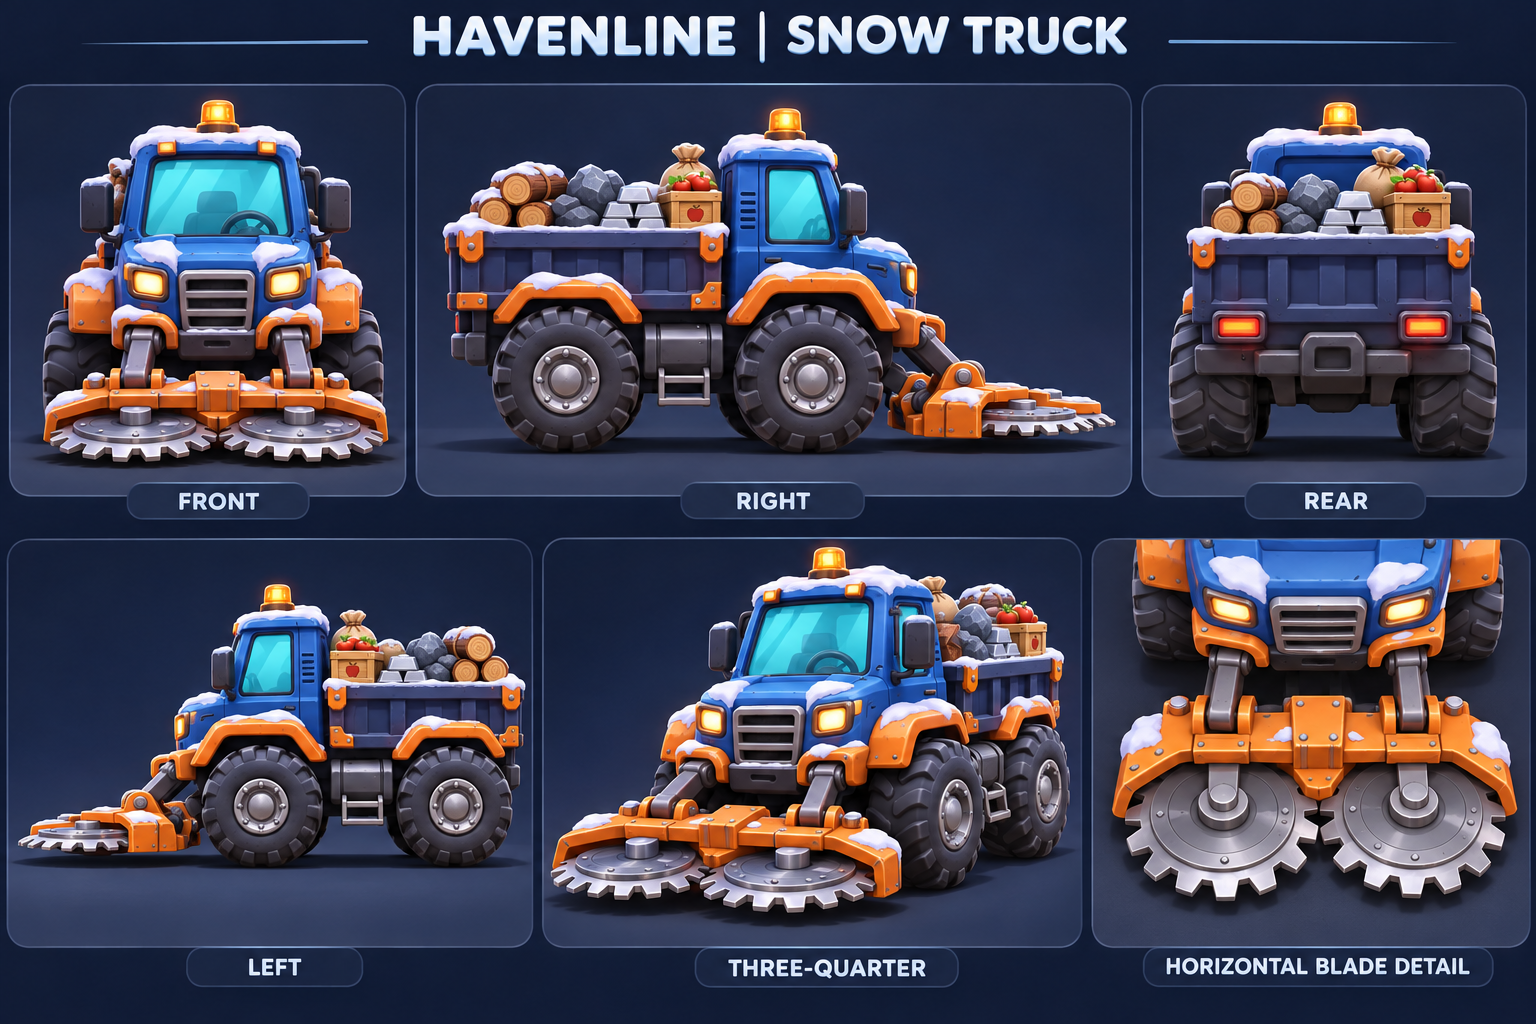 HAVENLINE | SNOW TRUCK
FRONT
RIGHT
REAR
LEFT
THREE-QUARTER
HORIZONTAL BLADE DETAIL